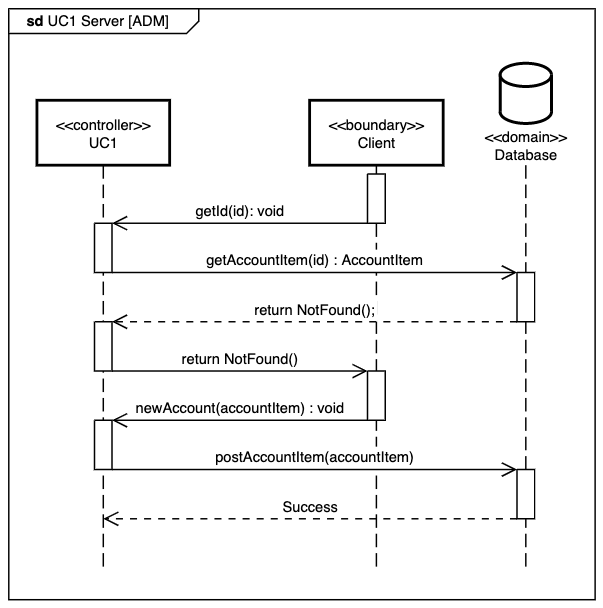 sd UC1 Server [ADM]
<<controller>>
UC1
<<boundary>>
Client
<<domain>>
Database
getId(id): void
getAccountItem(id) : AccountItem
return NotFound();
return NotFound()
newAccount(accountItem) : void
postAccountItem(accountItem)
Success